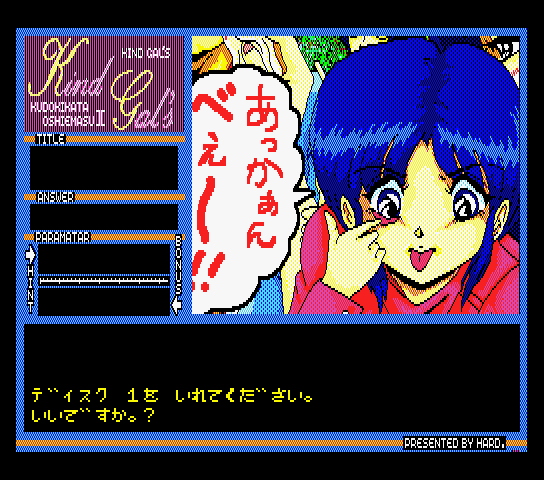 Kind Gal's
KIND GAL'S
KUDOKIKATA
OSHIEMASU II
TITLE
ANSWER
PARAMATAR
HINT
BONUS
あっかぁん
べぇ〜!!
ディスク 1を いれてください。
いいですか。?
PRESENTED BY HARD.